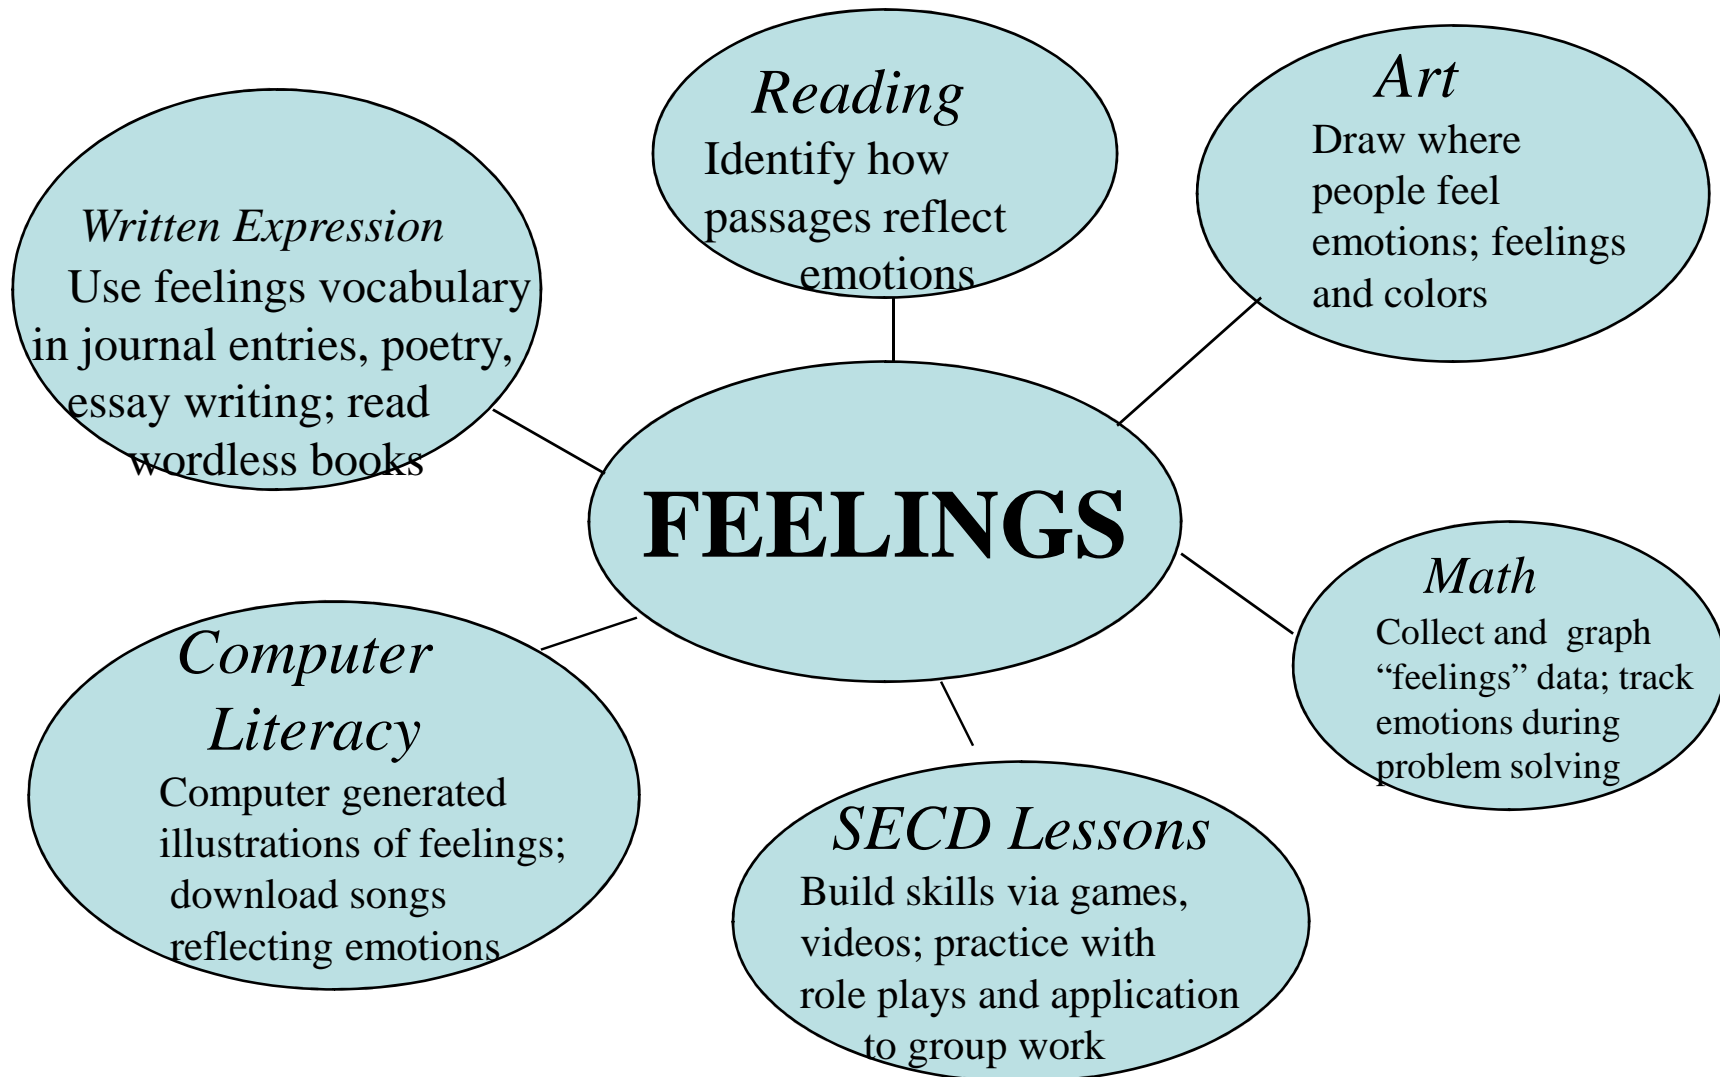 Reading
Identify how
passages reflect
emotions
Art
Draw where
people feel
emotions; feelings
and colors
Written Expression
Use feelings vocabulary
in journal entries, poetry,
essay writing; read
wordless books
FEELINGS
Math
Collect and graph
“feelings” data; track
emotions during
problem solving
Computer
Literacy
Computer generated
illustrations of feelings;
download songs
reflecting emotions
SECD Lessons
Build skills via games,
videos; practice with
role plays and application
to group work